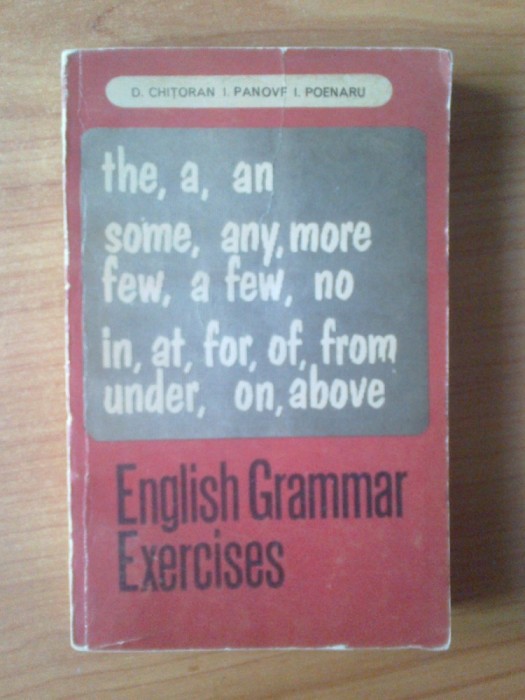 D. CHIȚORAN I. PANOVF I. POENARU
the, a, an
some, any, more
few, a few, no
in, at, for, of, from
under, on, above
English Grammar
Exercises